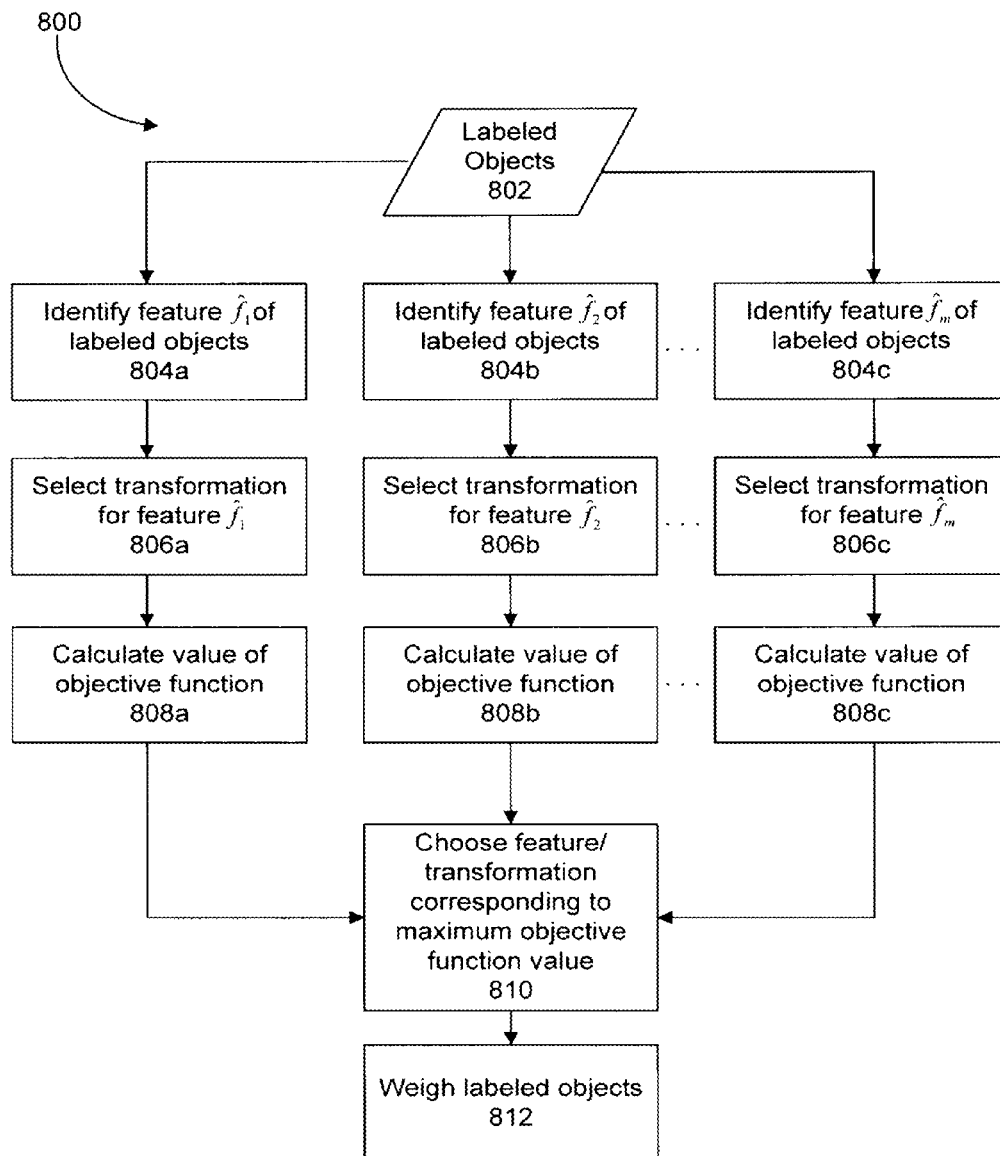 800
Labeled
Objects
802
Identify feature f̂₁ of
labeled objects
804a
Identify feature f̂₂ of
labeled objects
804b
. . .
Identify feature f̂ₘ of
labeled objects
804c
Select transformation
for feature f̂₁
806a
Select transformation
for feature f̂₂
806b
. . .
Select transformation
for feature f̂ₘ
806c
Calculate value of
objective function
808a
Calculate value of
objective function
808b
. . .
Calculate value of
objective function
808c
Choose feature/
transformation
corresponding to
maximum objective
function value
810
Weigh labeled objects
812